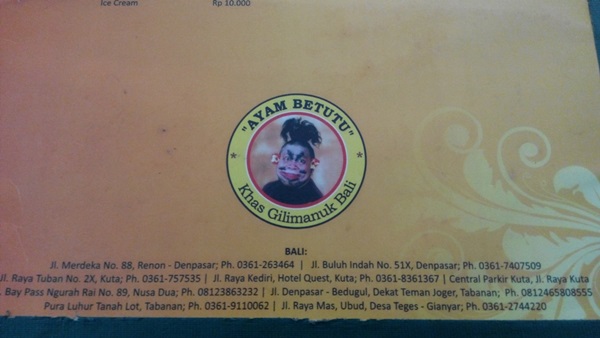 Ice Cream Rp 10.000
"AYAM BETUTU"
Khas Gilimanuk Bali
BALI:
Jl. Merdeka No. 88, Renon - Denpasar; Ph. 0361-263464 | Jl. Buluh Indah No. 51X, Denpasar; Ph. 0361-7407509
Jl. Raya Tuban No. 2X, Kuta; Ph. 0361-757535 | Jl. Raya Kediri, Hotel Quest, Kuta; Ph. 0361-8361367 | Central Parkir Kuta, Jl. Raya Kuta
. Bay Pass Ngurah Rai No. 89, Nusa Dua; Ph. 08123863232 | Jl. Denpasar - Bedugul, Dekat Teman Joger, Tabanan; Ph. 0812465808555
Pura Luhur Tanah Lot, Tabanan; Ph. 0361-9110062 | Jl. Raya Mas, Ubud, Desa Teges - Gianyar; Ph. 0361-2744220